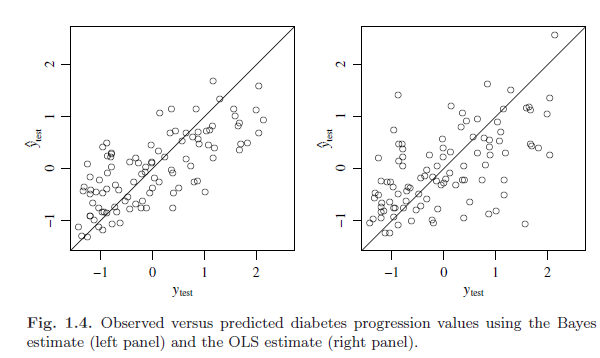 2
1
0
−1
ŷtest
−1
0
1
2
ytest
2
1
0
−1
ŷtest
−1
0
1
2
ytest
Fig. 1.4. Observed versus predicted diabetes progression values using the Bayes
estimate (left panel) and the OLS estimate (right panel).